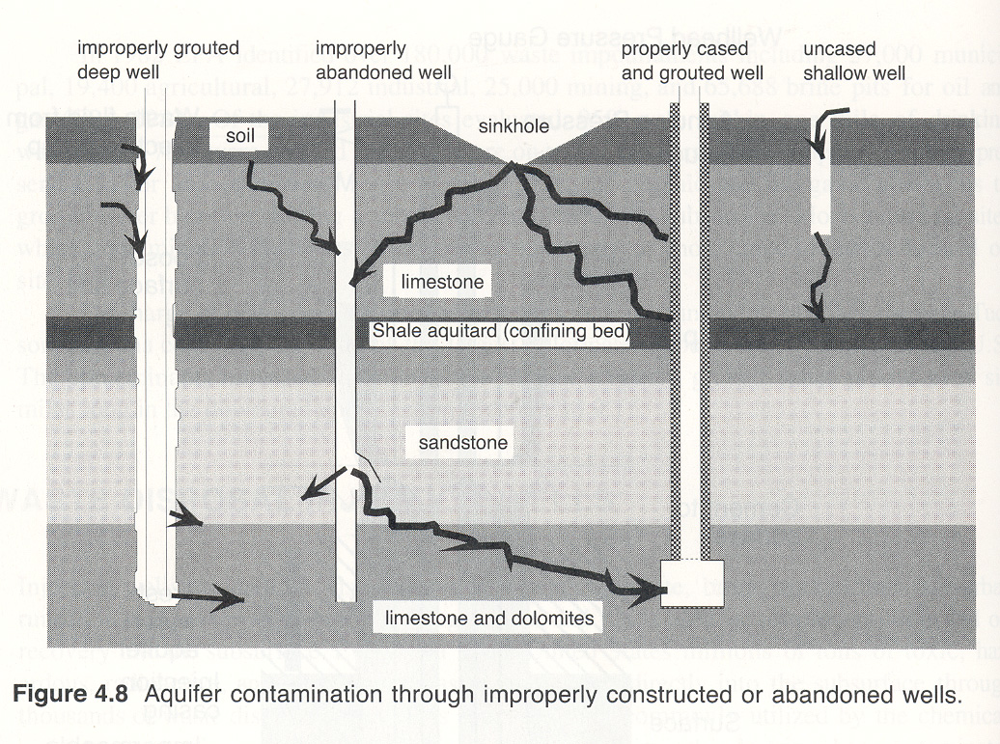 improperly grouted
deep well
improperly
abandoned well
properly cased
and grouted well
uncased
shallow well
soil
sinkhole
limestone
Shale aquitard (confining bed)
sandstone
limestone and dolomites
Figure 4.8 Aquifer contamination through improperly constructed or abandoned wells.